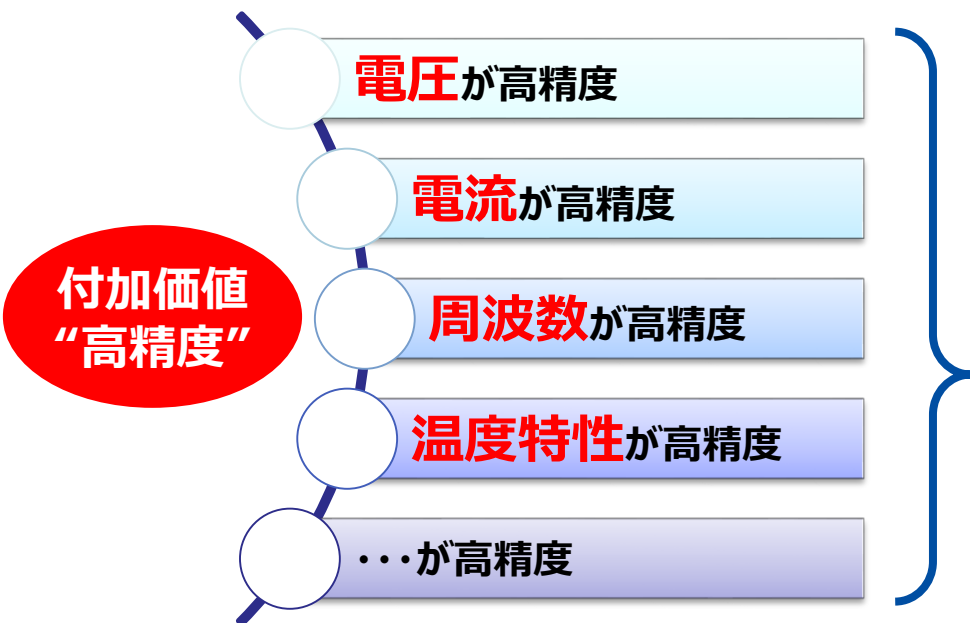 電圧が高精度
電流が高精度
付加価値
“高精度”
周波数が高精度
温度特性が高精度
･･･が高精度